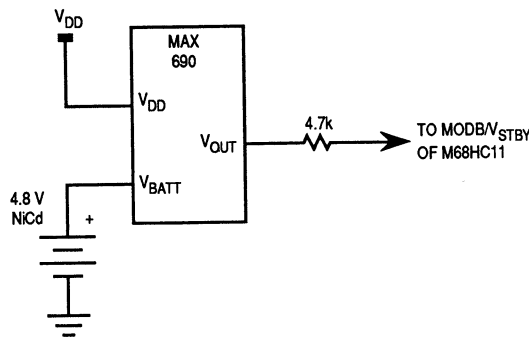 VDD
MAX
690
VDD
4.7k
VOUT
TO MODB/VSTBY
OF M68HC11
VBATT
4.8 V
NiCd
+